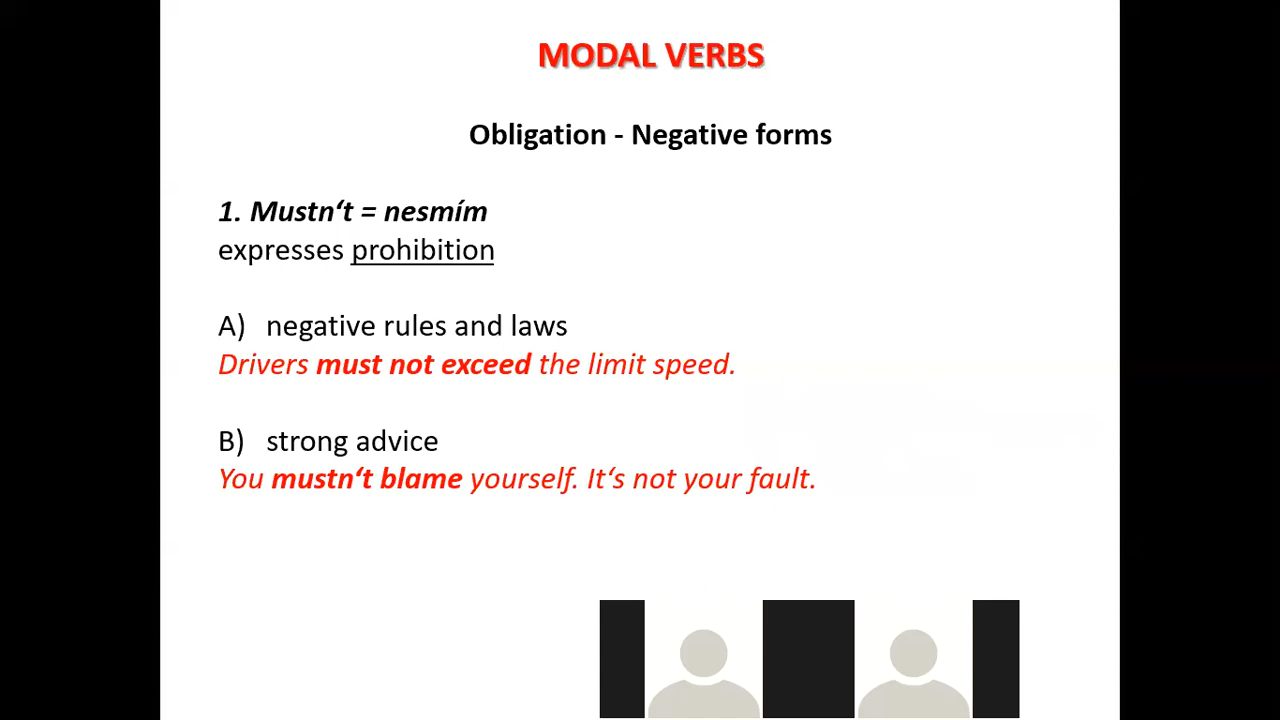 MODAL VERBS
Obligation - Negative forms
1. Mustn‘t = nesmím
expresses prohibition
A) negative rules and laws
Drivers must not exceed the limit speed.
B) strong advice
You mustn‘t blame yourself. It‘s not your fault.